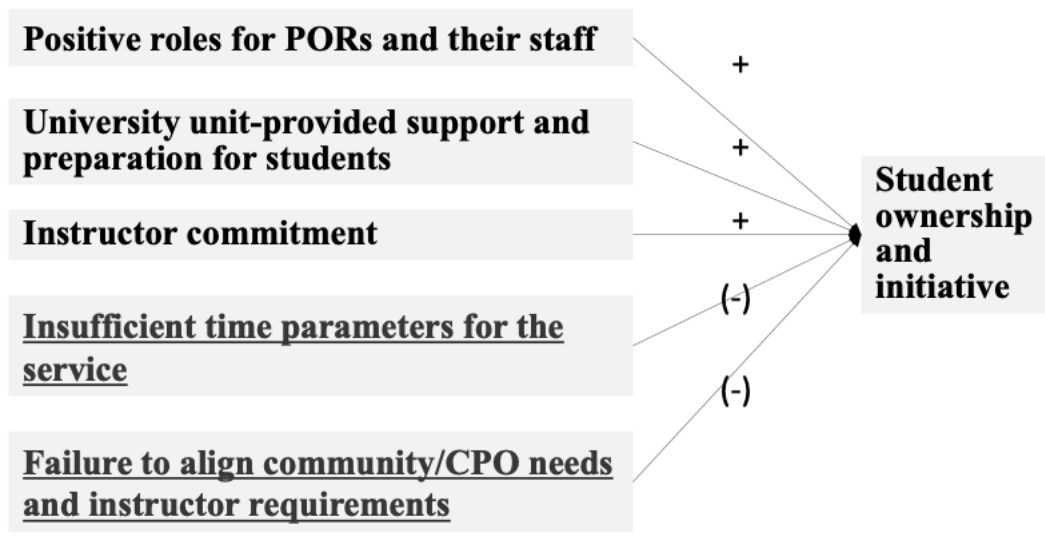 Positive roles for PORs and their staff
+
University unit-provided support and
preparation for students
+
Instructor commitment
+
Insufficient time parameters for the
service
(-)
Failure to align community/CPO needs
and instructor requirements
(-)
Student
ownership
and
initiative